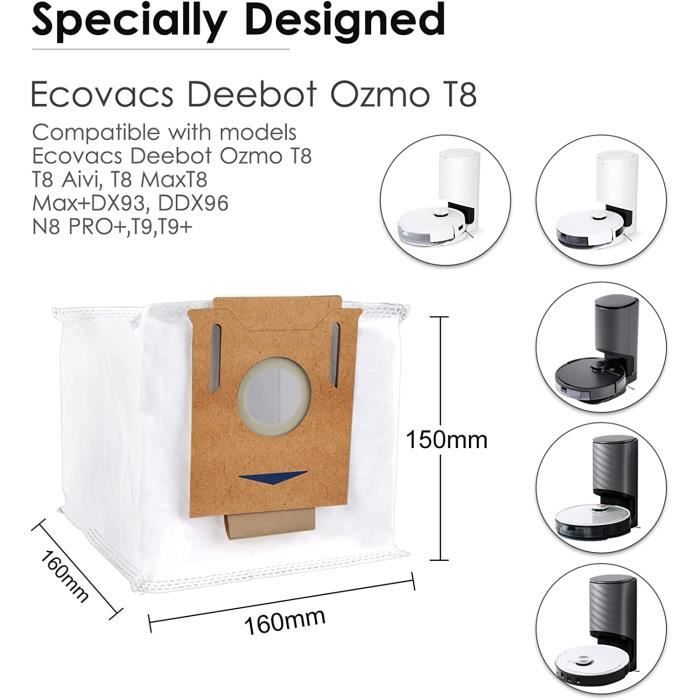 Specially Designed
Ecovacs Deebot Ozmo T8
Compatible with models
Ecovacs Deebot Ozmo T8
T8 Aivi, T8 MaxT8
Max+DX93, DDX96
N8 PRO+,T9,T9+
150mm
160mm
160mm